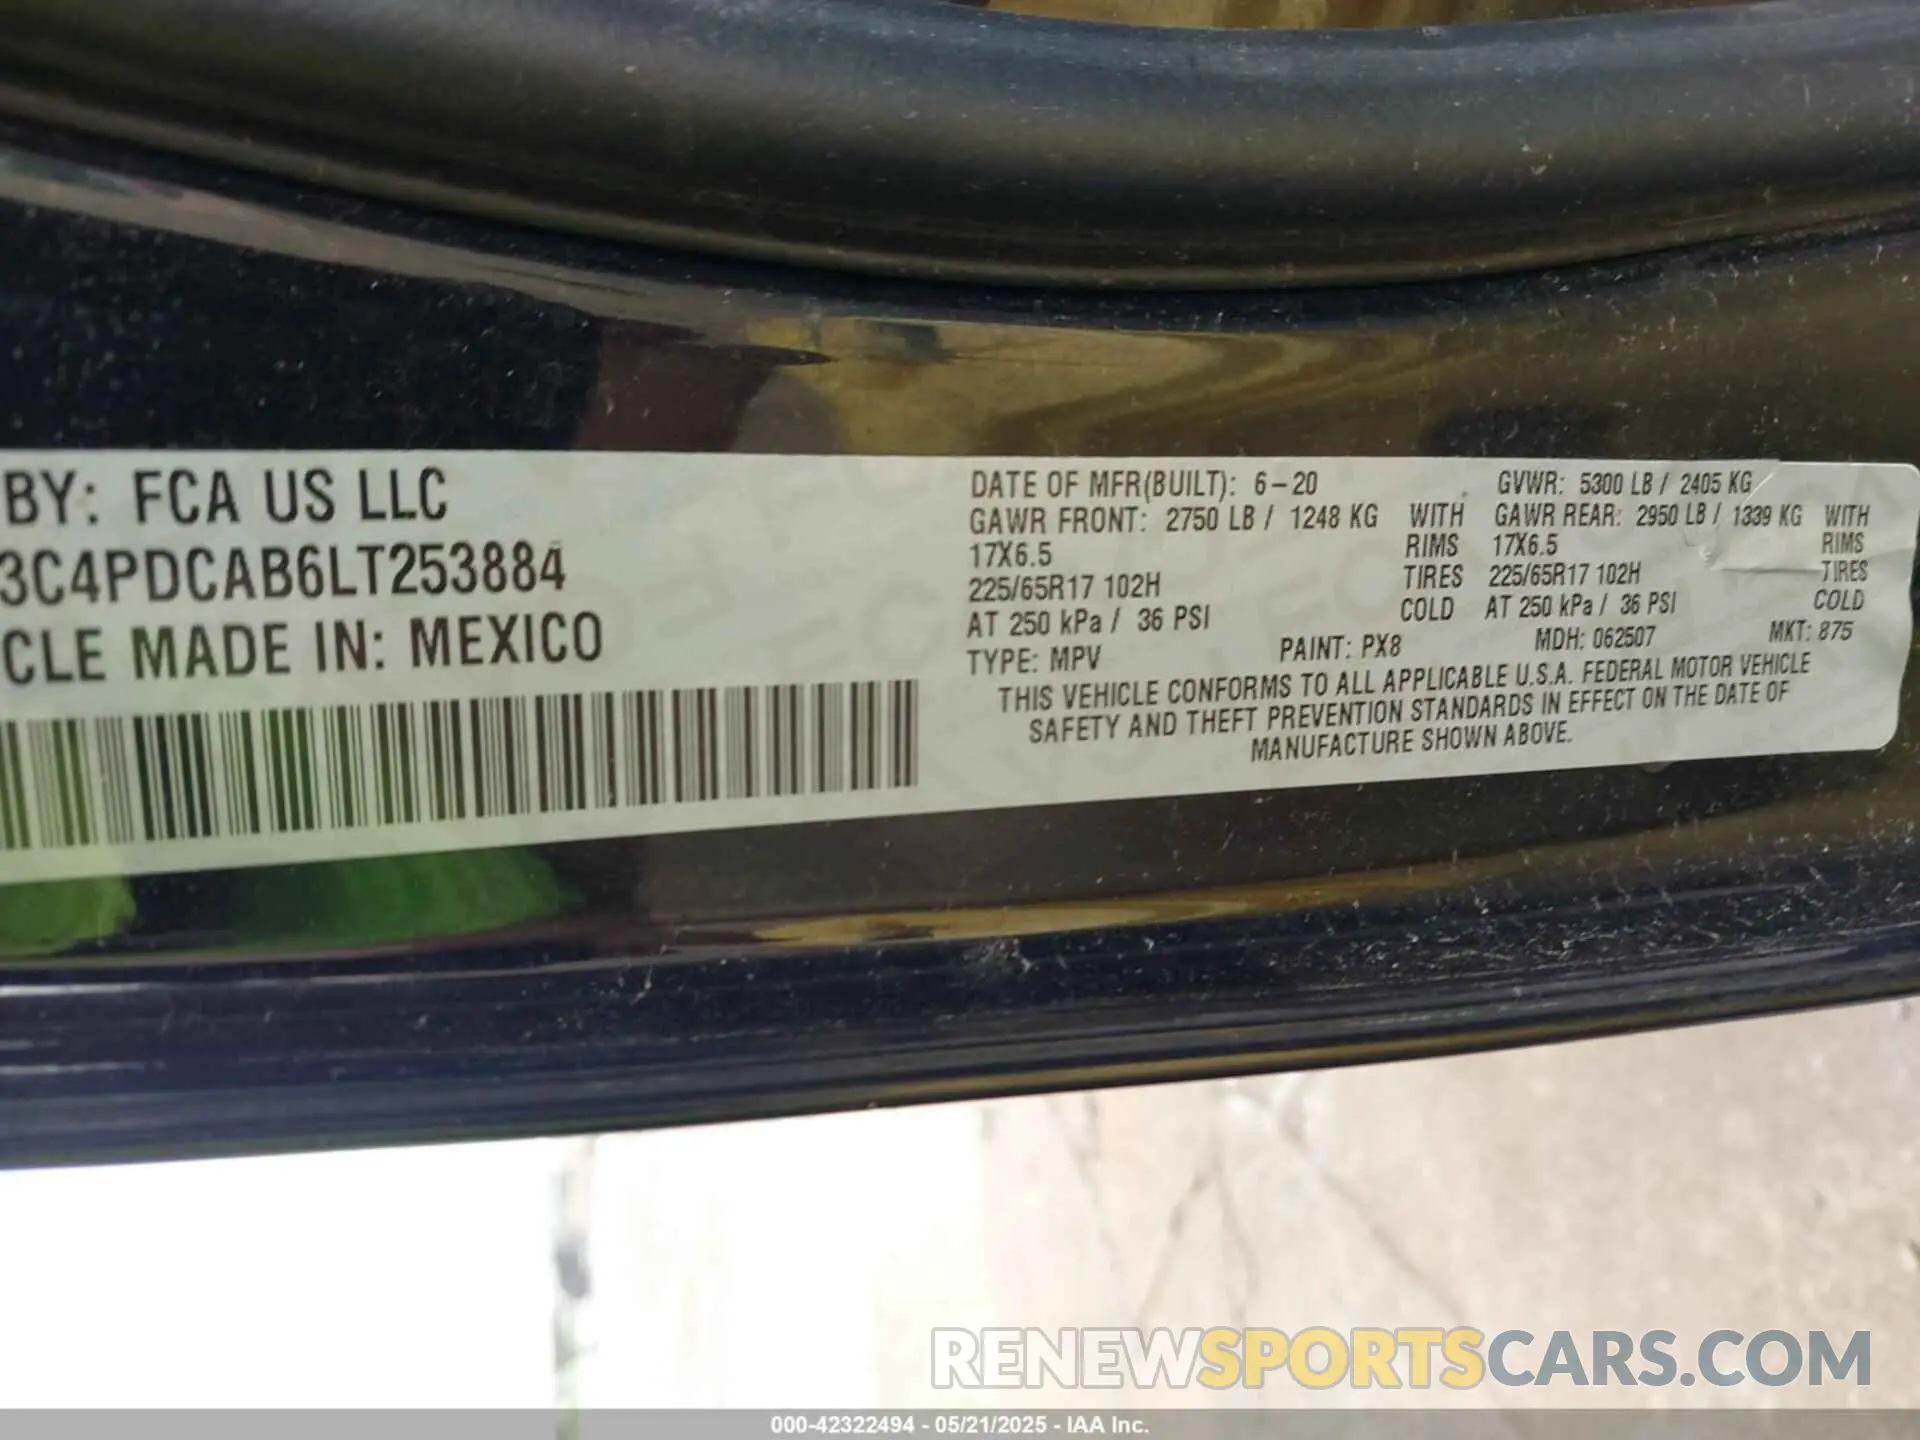 BY: FCA US LLC
3C4PDCAB6LT253884
CLE MADE IN: MEXICO
DATE OF MFR(BUILT): 6-20 GVWR: 5300 LB / 2405 KG
GAWR FRONT: 2750 LB / 1248 KG WITH GAWR REAR: 2950 LB / 1339 KG WITH
17X6.5 RIMS 17X6.5 RIMS
225/65R17 102H TIRES 225/65R17 102H TIRES
AT 250 kPa / 36 PSI COLD AT 250 kPa / 36 PSI COLD
TYPE: MPV PAINT: PX8 MDH: 062507 MKT: 875
THIS VEHICLE CONFORMS TO ALL APPLICABLE U.S.A. FEDERAL MOTOR VEHICLE
SAFETY AND THEFT PREVENTION STANDARDS IN EFFECT ON THE DATE OF
MANUFACTURE SHOWN ABOVE.
RENEWSPORTSCARS.COM
000-42322494 - 05/21/2025 - IAA Inc.